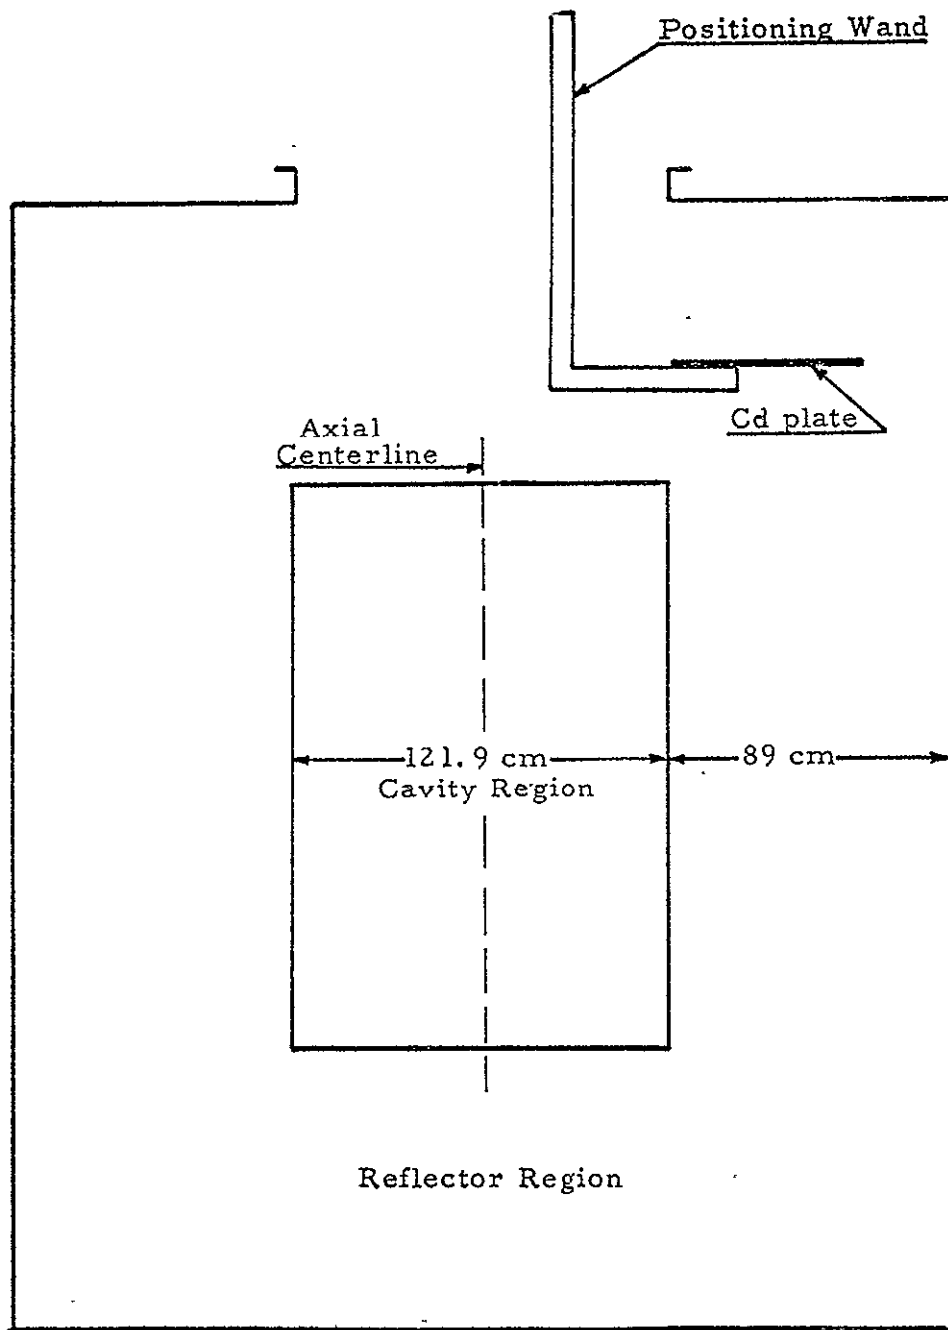 Positioning Wand
Cd plate
Axial
Centerline
121.9 cm
89 cm
Cavity Region
Reflector Region